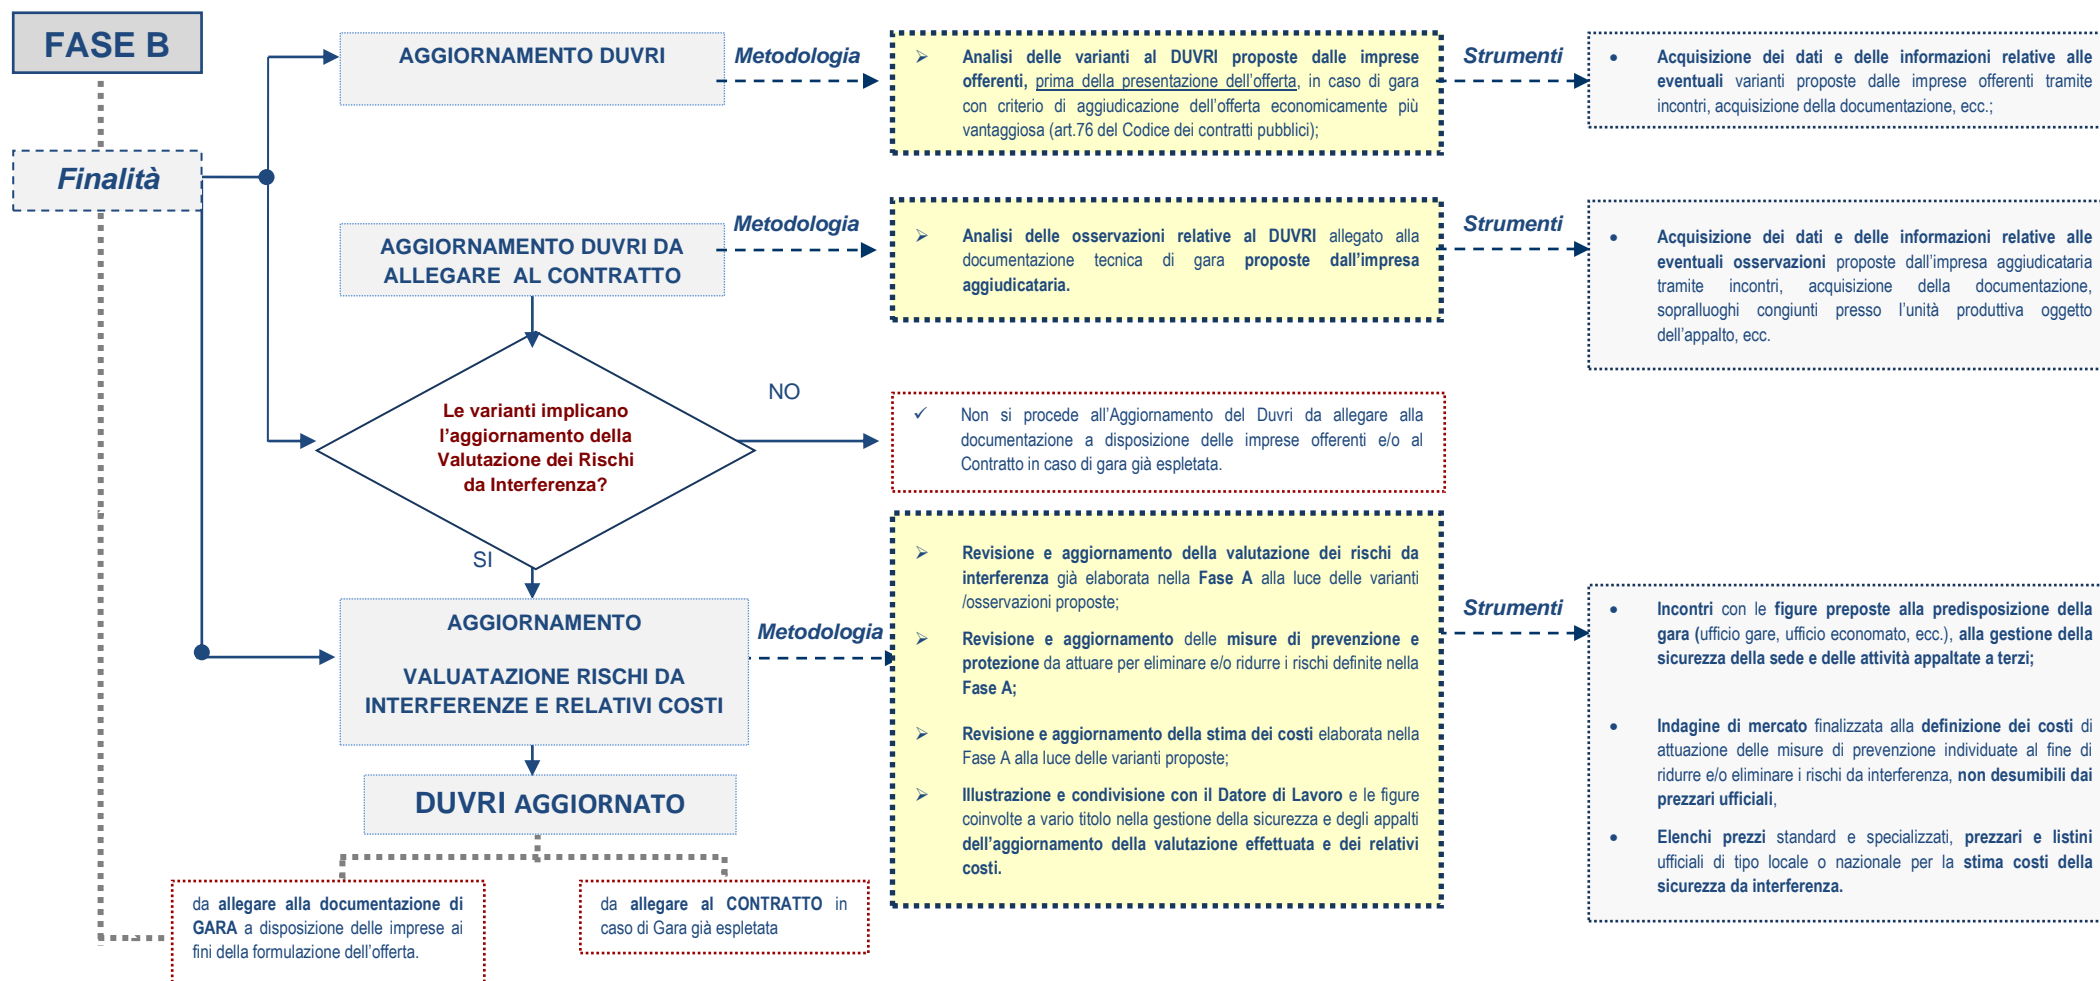 FASE B
Finalità
AGGIORNAMENTO DUVRI
Metodologia
➢ Analisi delle varianti al DUVRI proposte dalle imprese
offerenti, prima della presentazione dell'offerta, in caso di gara
con criterio di aggiudicazione dell'offerta economicamente più
vantaggiosa (art.76 del Codice dei contratti pubblici);
Strumenti
• Acquisizione dei dati e delle informazioni relative alle
eventuali varianti proposte dalle imprese offerenti tramite
incontri, acquisizione della documentazione, ecc.;
AGGIORNAMENTO DUVRI DA
ALLEGARE AL CONTRATTO
Metodologia
➢ Analisi delle osservazioni relative al DUVRI allegato alla
documentazione tecnica di gara proposte dall'impresa
aggiudicataria.
Strumenti
• Acquisizione dei dati e delle informazioni relative alle
eventuali osservazioni proposte dall'impresa aggiudicataria
tramite incontri, acquisizione della documentazione,
sopralluoghi congiunti presso l'unità produttiva oggetto
dell'appalto, ecc.
Le varianti implicano
l'aggiornamento della
Valutazione dei Rischi
da Interferenza?
NO
✓ Non si procede all'Aggiornamento del Duvri da allegare alla
documentazione a disposizione delle imprese offerenti e/o al
Contratto in caso di gara già espletata.
SI
AGGIORNAMENTO
VALUATAZIONE RISCHI DA
INTERFERENZE E RELATIVI COSTI
Metodologia
➢ Revisione e aggiornamento della valutazione dei rischi da
interferenza già elaborata nella Fase A alla luce delle varianti
/osservazioni proposte;
➢ Revisione e aggiornamento delle misure di prevenzione e
protezione da attuare per eliminare e/o ridurre i rischi definite nella
Fase A;
➢ Revisione e aggiornamento della stima dei costi elaborata nella
Fase A alla luce delle varianti proposte;
➢ Illustrazione e condivisione con il Datore di Lavoro e le figure
coinvolte a vario titolo nella gestione della sicurezza e degli appalti
dell'aggiornamento della valutazione effettuata e dei relativi
costi.
Strumenti
• Incontri con le figure preposte alla predisposizione della
gara (ufficio gare, ufficio economato, ecc.), alla gestione della
sicurezza della sede e delle attività appaltate a terzi;
• Indagine di mercato finalizzata alla definizione dei costi di
attuazione delle misure di prevenzione individuate al fine di
ridurre e/o eliminare i rischi da interferenza, non desumibili dai
prezzari ufficiali,
• Elenchi prezzi standard e specializzati, prezzari e listini
ufficiali di tipo locale o nazionale per la stima costi della
sicurezza da interferenza.
DUVRI AGGIORNATO
da allegare alla documentazione di
GARA a disposizione delle imprese ai
fini della formulazione dell'offerta.
da allegare al CONTRATTO in
caso di Gara già espletata